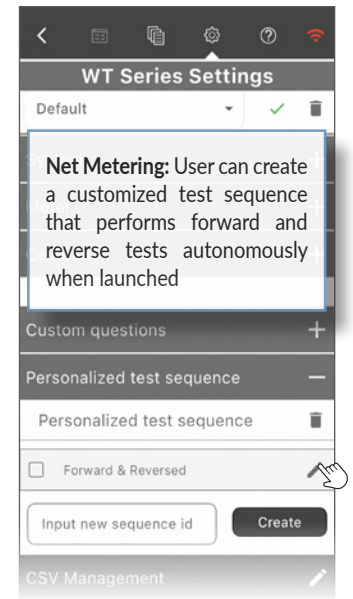 WT Series Settings
Default
Net Metering: User can create
a customized test sequence
that performs forward and
reverse tests autonomously
when launched
Custom questions
Personalized test sequence
Personalized test sequence
Forward & Reversed
Input new sequence id
Create
CSV Management